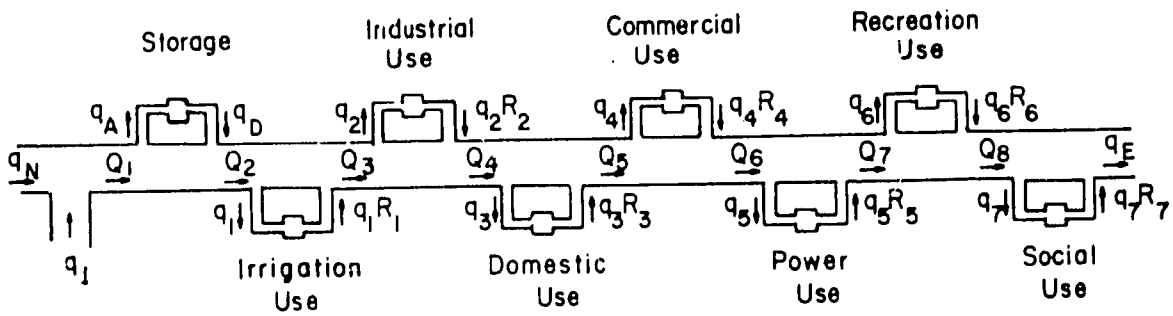 Storage
Industrial
Use
Commercial
Use
Recreation
Use
q_A
q_D
q_2
q_2R_2
q_4
q_4R_4
q_6
q_6R_6
q_N
Q_1
Q_2
Q_3
Q_4
Q_5
Q_6
Q_7
Q_8
q_E
q_1
q_1R_1
q_3
q_3R_3
q_5
q_5R_5
q_7
q_7R_7
Irrigation
Use
Domestic
Use
Power
Use
Social
Use